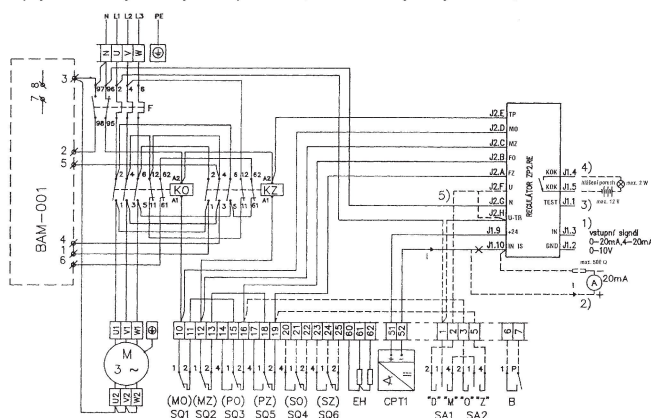 N L1 L2 L3 PE
N U V W
3
97 96 2 4 6
8
7
F
98 95
2
5
BAM-001
2 4 6 12 62
A2
KO
A1
1 3 5 11 61
2 4 6 12 62
A2
KZ
A1
1 3 5 11 61
4
1
6
J2.E TP
J2.D MO
J2.C MZ
J2.B FO
J2.A FZ
J2.F U
J2.G N
J2.H U-TR
J1.9 +24
J1.10 IN IS
5)
REGULATOR ZP2.RE
KOK J1.4
KOK J1.5
TEST J1.1
IN J1.3
GND J1.2
4)
hlášení poruch
max. 2 W
max. 12 V
3)
1)
vstupní signál
0-20mA,4-20mA
0-10V
max. 500 Ω
A 20mA
2)
U1 V1 W1
M
3 ~
U2 V2 W2
10 11 12 13 14 15 16 17 18 19 20 21 22 23 24 25 60 61 62
51 52
1 2 3 5
6 7
(MO) (MZ) (PO) (PZ) (SO) (SZ)
SQ1 SQ2 SQ3 SQ5 SQ4 SQ6
EH
CPT1
"D" "M" "O" "Z"
SA1 SA2
1 P
B